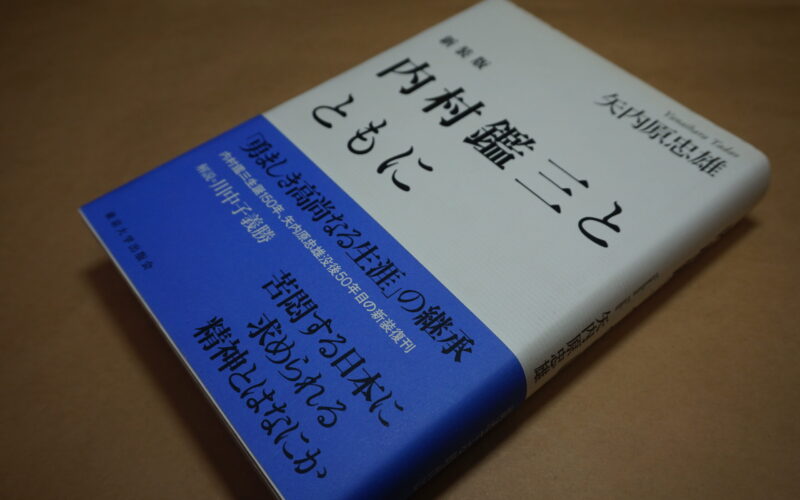 新装版
内村鑑三と
ともに
矢内原忠雄
Yanaihara Tadao
「勇ましき高尚なる生涯」の継承
内村鑑三生誕150年、矢内原忠雄没後50年目の新装復刊
解説・川中子義勝
苦悶する日本に
求められる
精神とはなにか
東京大学出版会
矢内原忠雄